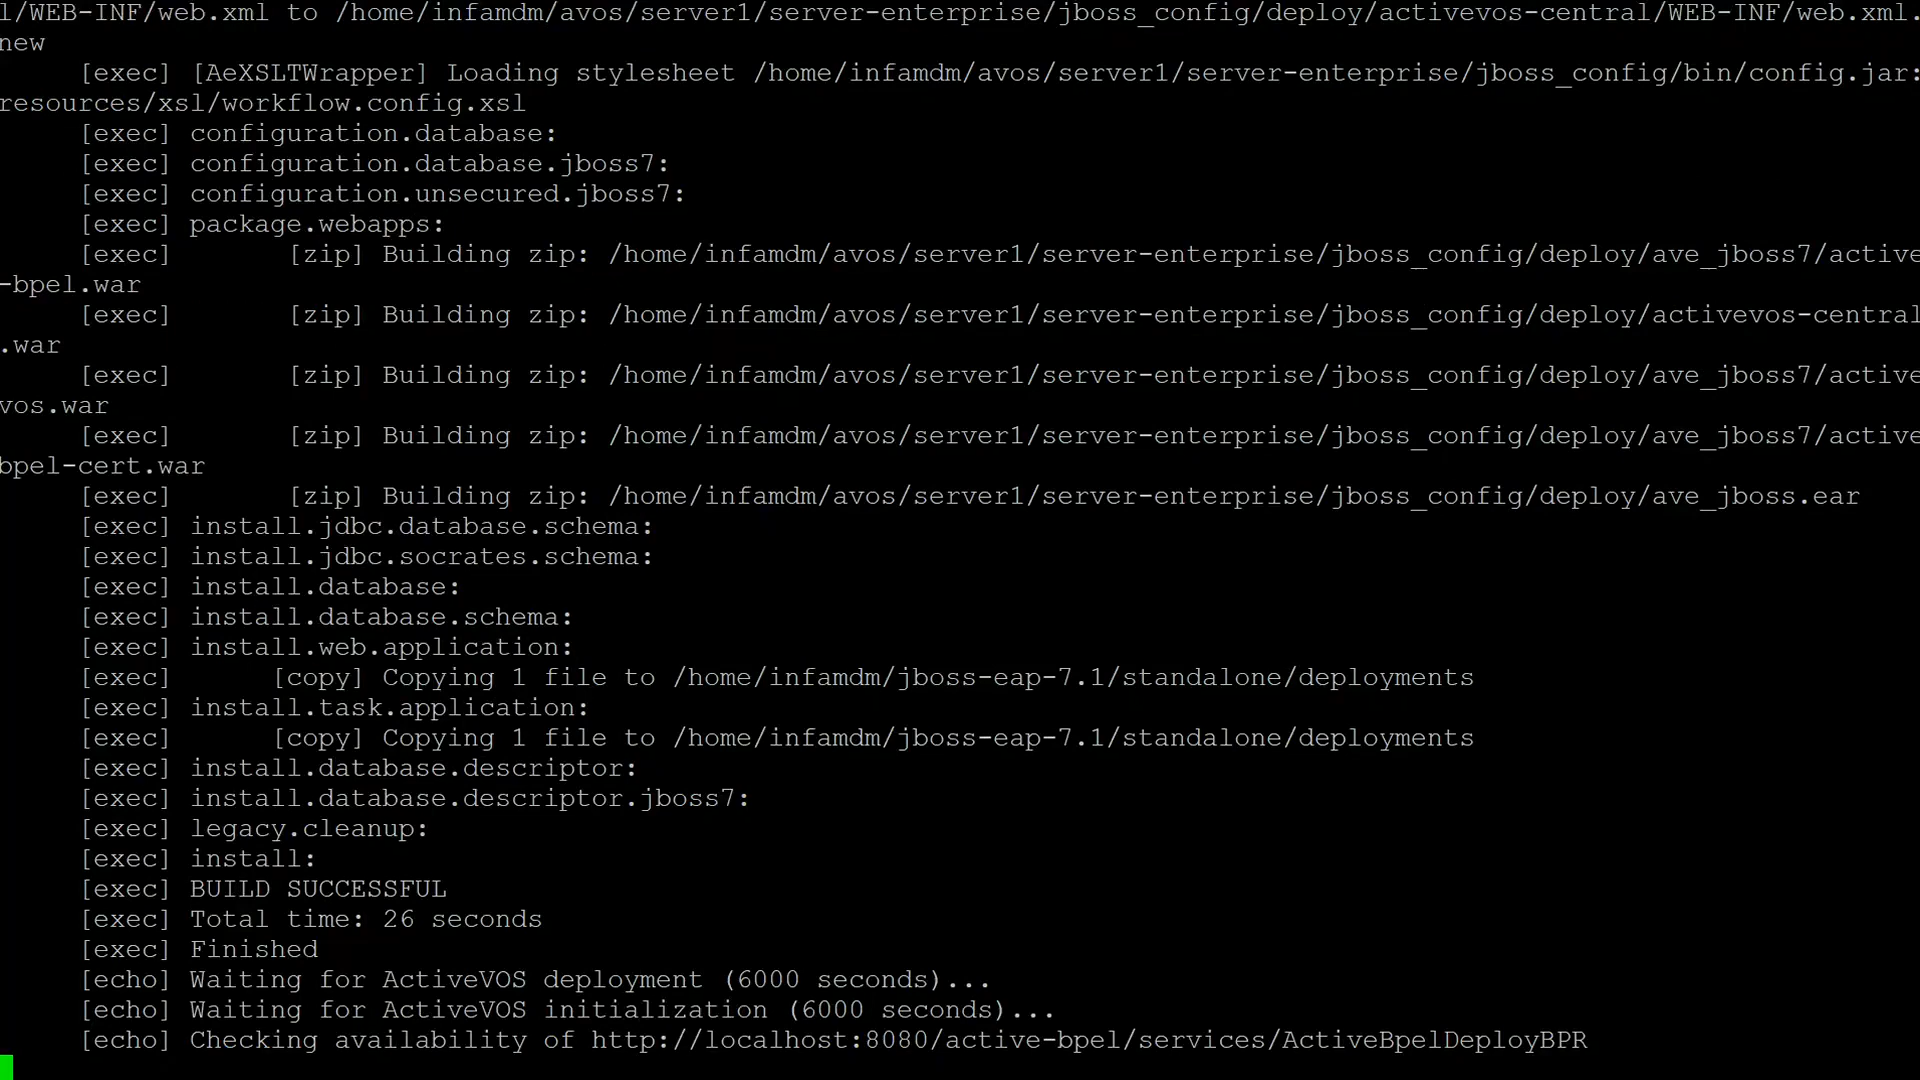 l/WEB-INF/web.xml to /home/infamdm/avos/server1/server-enterprise/jboss_config/deploy/activevos-central/WEB-INF/web.xml.
new
[exec] [AeXSLTWrapper] Loading stylesheet /home/infamdm/avos/server1/server-enterprise/jboss_config/bin/config.jar:
resources/xsl/workflow.config.xsl
[exec] configuration.database:
[exec] configuration.database.jboss7:
[exec] configuration.unsecured.jboss7:
[exec] package.webapps:
[exec] [zip] Building zip: /home/infamdm/avos/server1/server-enterprise/jboss_config/deploy/ave_jboss7/active
-bpel.war
[exec] [zip] Building zip: /home/infamdm/avos/server1/server-enterprise/jboss_config/deploy/activevos-central
.war
[exec] [zip] Building zip: /home/infamdm/avos/server1/server-enterprise/jboss_config/deploy/ave_jboss7/active
vos.war
[exec] [zip] Building zip: /home/infamdm/avos/server1/server-enterprise/jboss_config/deploy/ave_jboss7/active
bpel-cert.war
[exec] [zip] Building zip: /home/infamdm/avos/server1/server-enterprise/jboss_config/deploy/ave_jboss.ear
[exec] install.jdbc.database.schema:
[exec] install.jdbc.socrates.schema:
[exec] install.database:
[exec] install.database.schema:
[exec] install.web.application:
[exec] [copy] Copying 1 file to /home/infamdm/jboss-eap-7.1/standalone/deployments
[exec] install.task.application:
[exec] [copy] Copying 1 file to /home/infamdm/jboss-eap-7.1/standalone/deployments
[exec] install.database.descriptor:
[exec] install.database.descriptor.jboss7:
[exec] legacy.cleanup:
[exec] install:
[exec] BUILD SUCCESSFUL
[exec] Total time: 26 seconds
[exec] Finished
[echo] Waiting for ActiveVOS deployment (6000 seconds)...
[echo] Waiting for ActiveVOS initialization (6000 seconds)...
[echo] Checking availability of http://localhost:8080/active-bpel/services/ActiveBpelDeployBPR